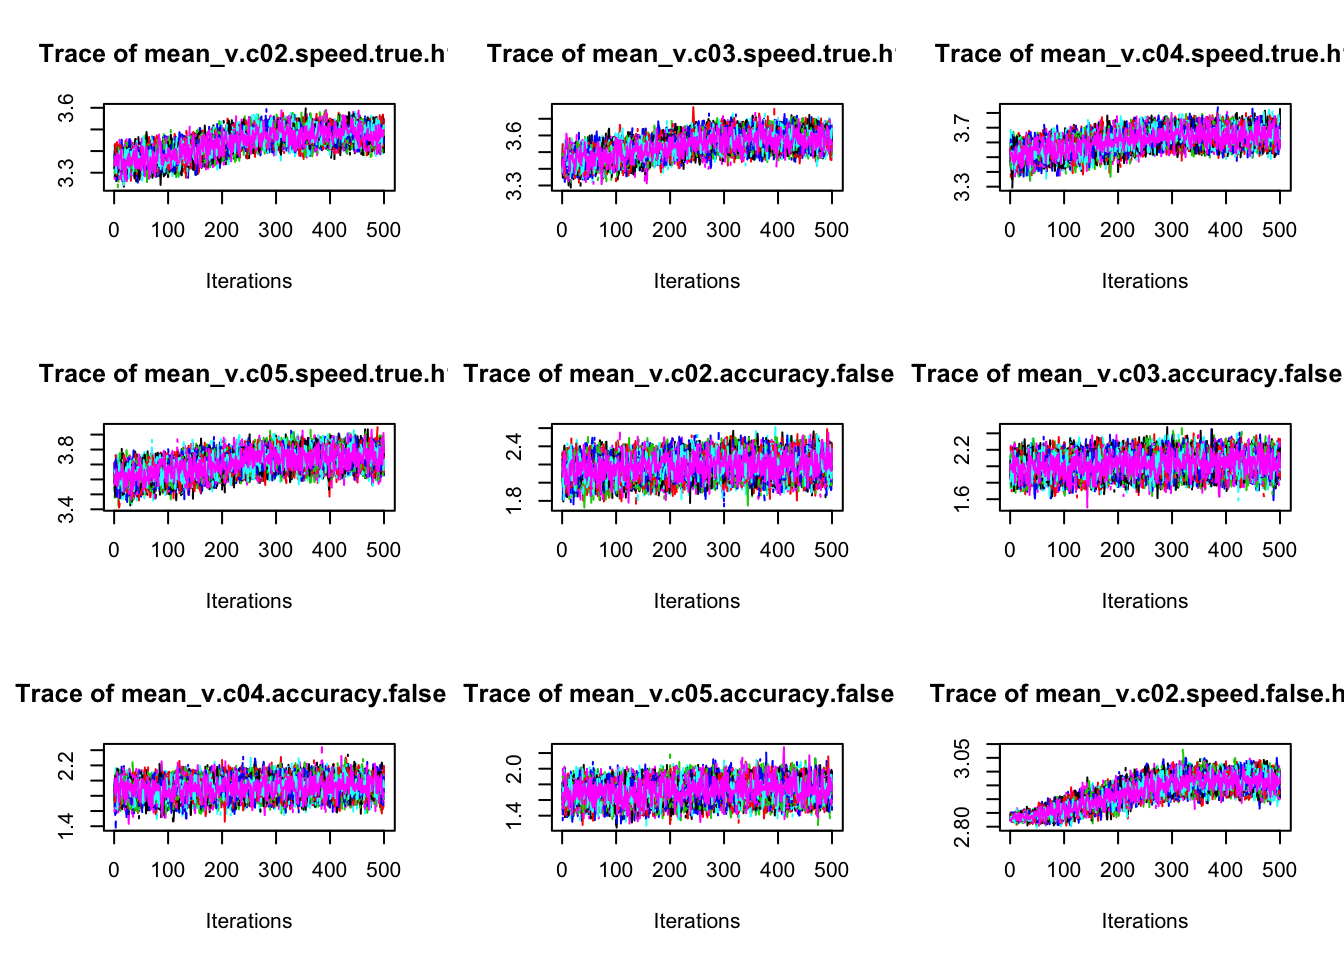 Trace of mean_v.c02.speed.true.h
3.3 3.6
0 100 200 300 400 500
Iterations
Trace of mean_v.c03.speed.true.h
3.3 3.6
0 100 200 300 400 500
Iterations
Trace of mean_v.c04.speed.true.h
3.3 3.7
0 100 200 300 400 500
Iterations
Trace of mean_v.c05.speed.true.h
3.4 3.8
0 100 200 300 400 500
Iterations
Trace of mean_v.c02.accuracy.false
1.8 2.4
0 100 200 300 400 500
Iterations
Trace of mean_v.c03.accuracy.false
1.6 2.2
0 100 200 300 400 500
Iterations
Trace of mean_v.c04.accuracy.false
1.4 2.2
0 100 200 300 400 500
Iterations
Trace of mean_v.c05.accuracy.false
1.4 2.0
0 100 200 300 400 500
Iterations
Trace of mean_v.c02.speed.false.h
2.80 3.05
0 100 200 300 400 500
Iterations